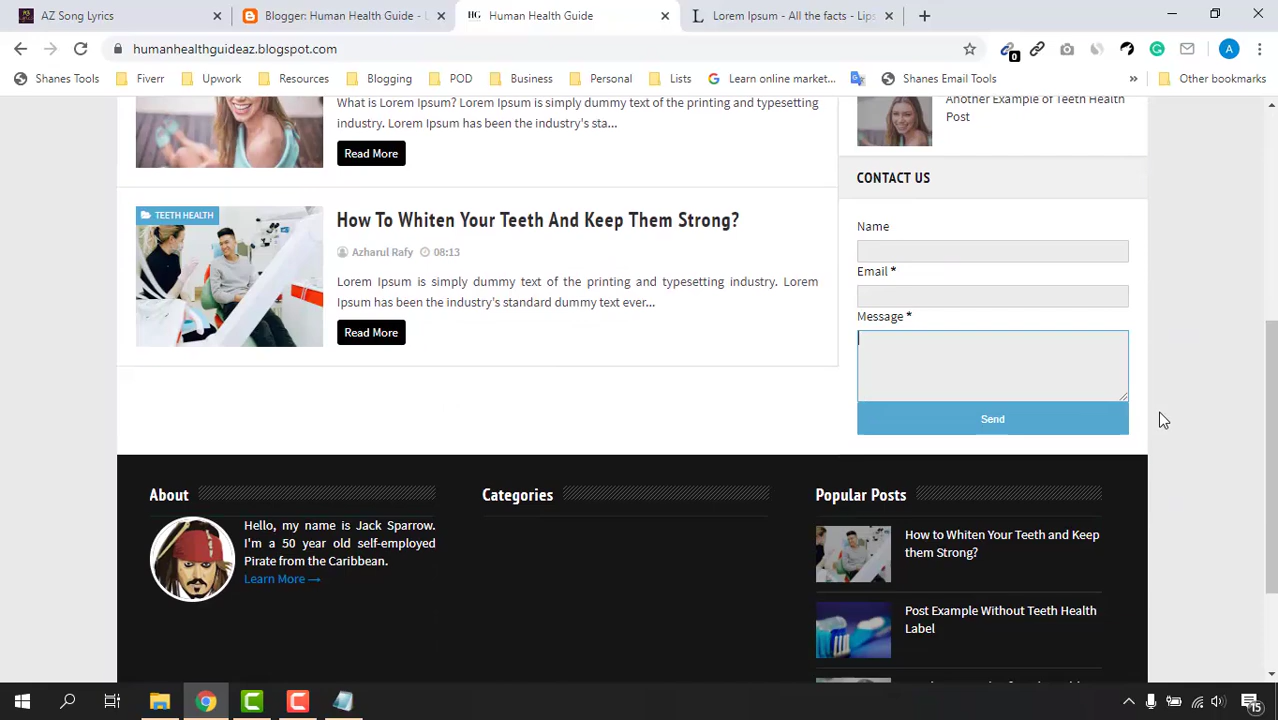 AZ Song Lyrics
Blogger: Human Health Guide - L
HG Human Health Guide
L Lorem Ipsum - All the facts - Lips
humanhealthguideaz.blogspot.com
0
A
Shanes Tools
Fiverr
Upwork
Resources
Blogging
POD
Business
Personal
Lists
Learn online market...
Shanes Email Tools
»
Other bookmarks
What is Lorem Ipsum? Lorem Ipsum is simply dummy text of the printing and typesetting
industry. Lorem Ipsum has been the industry's sta...
Read More
TEETH HEALTH
How To Whiten Your Teeth And Keep Them Strong?
Azharul Rafy 08:13
Lorem Ipsum is simply dummy text of the printing and typesetting industry. Lorem
Ipsum has been the industry's standard dummy text ever...
Read More
Another Example of Teeth Health
Post
CONTACT US
Name
Email *
Message *
Send
About
Hello, my name is Jack Sparrow.
I'm a 50 year old self-employed
Pirate from the Caribbean.
Learn More →
Categories
Popular Posts
How to Whiten Your Teeth and Keep
them Strong?
Post Example Without Teeth Health
Label
15